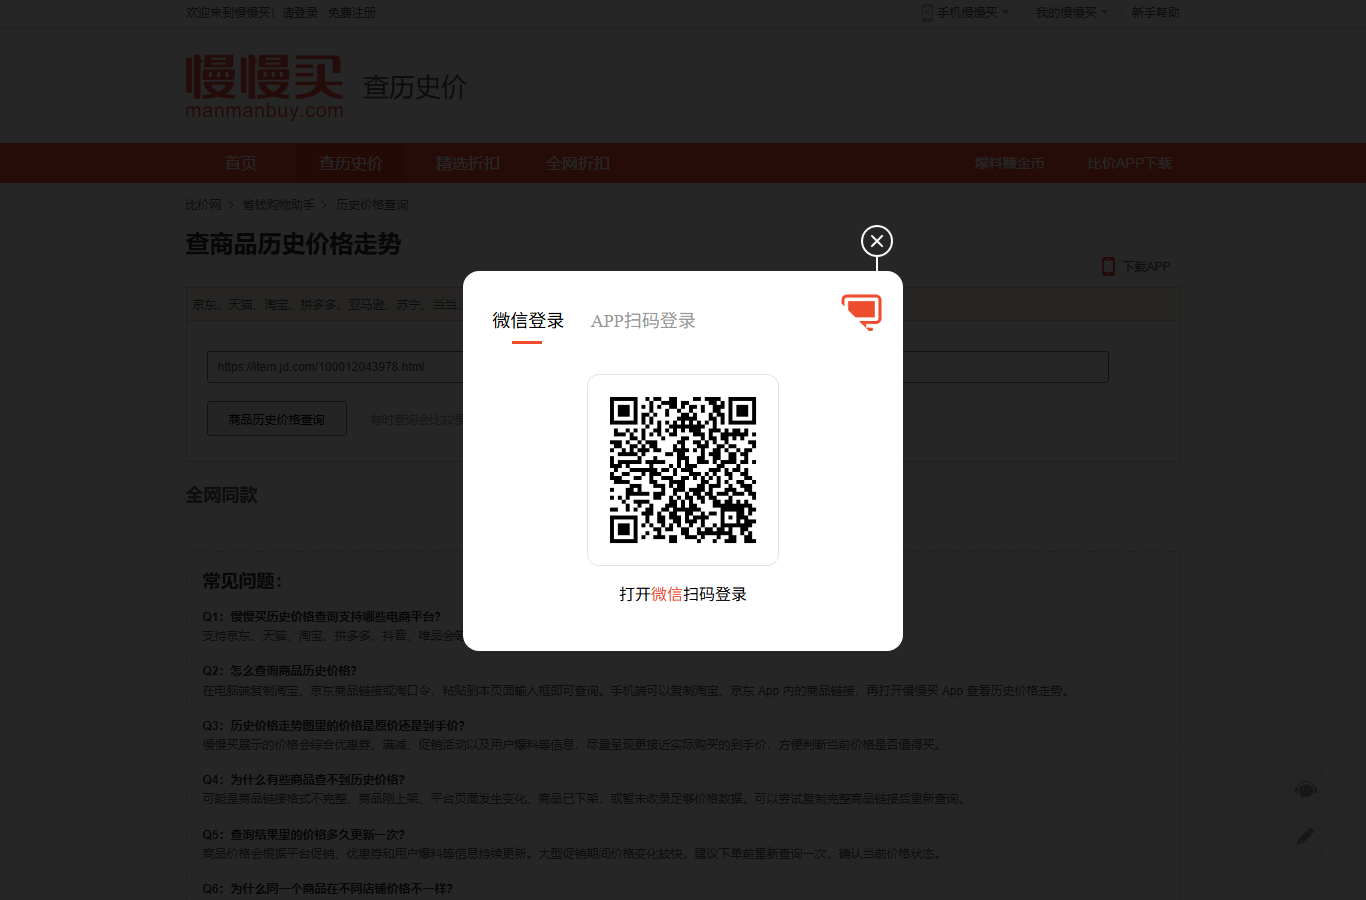 欢迎来到慢慢买！请登录 免费注册
手机慢慢买 我的慢慢买 新手帮助
慢慢买
manmanbuy.com
查历史价
首页 查历史价 精选折扣 全网折扣 爆料赚金币 比价APP下载
比价网 > 省钱购物助手 > 历史价格查询
查商品历史价格走势
下载APP
京东、天猫、淘宝、拼多多、亚马逊、苏宁、当当、
微信登录 APP扫码登录
https://item.jd.com/100012043978.html
商品历史价格查询 有时查询会比较慢
全网同款
打开微信扫码登录
常见问题：
Q1：慢慢买历史价格查询支持哪些电商平台？
支持京东、天猫、淘宝、拼多多、抖音、唯品会等
Q2：怎么查询商品历史价格？
在电脑端复制淘宝、京东商品链接或淘口令，粘贴到本页面输入框即可查询。手机端可以复制淘宝、京东 App 内的商品链接，再打开慢慢买 App 查看历史价格走势。
Q3：历史价格走势图里的价格是原价还是到手价？
慢慢买展示的价格会综合优惠券、满减、促销活动以及用户爆料等信息，尽量呈现更接近实际购买的到手价，方便判断当前价格是否值得买。
Q4：为什么有些商品查不到历史价格？
可能是商品链接格式不完整、商品刚上架、平台页面发生变化、商品已下架，或暂未收录足够价格数据。可以尝试复制完整商品链接后重新查询。
Q5：查询结果里的价格多久更新一次？
商品价格会根据平台促销、优惠券和用户爆料等信息持续更新。大型促销期间价格变化较快，建议下单前重新查询一次，确认当前价格状态。
Q6：为什么同一个商品在不同店铺价格不一样？